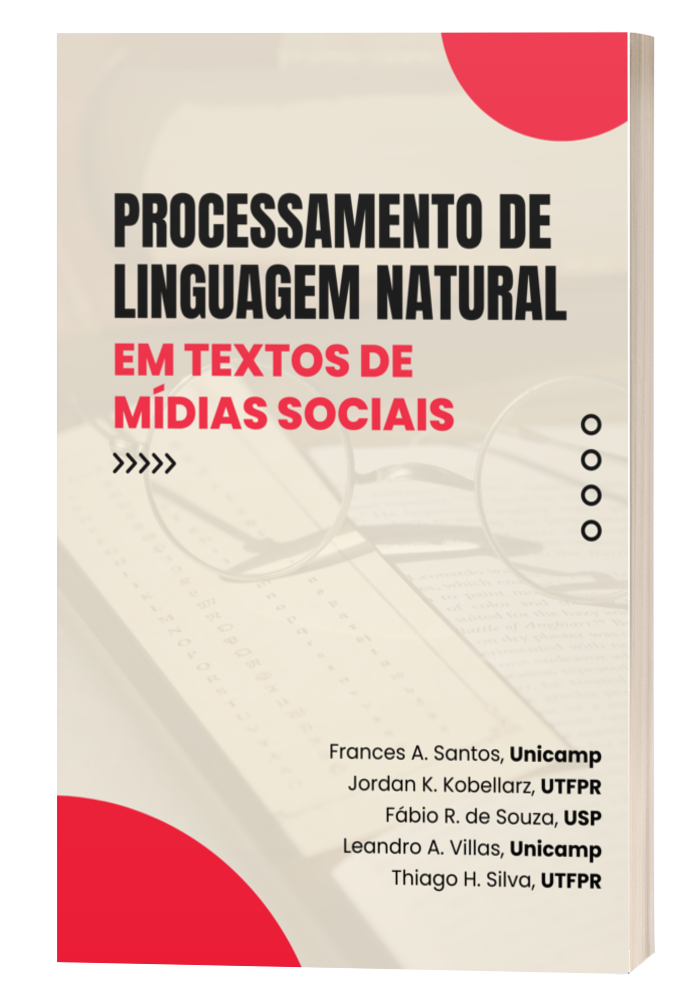 PROCESSAMENTO DE
LINGUAGEM NATURAL
EM TEXTOS DE
MÍDIAS SOCIAIS
Frances A. Santos, Unicamp
Jordan K. Kobellarz, UTFPR
Fábio R. de Souza, USP
Leandro A. Villas, Unicamp
Thiago H. Silva, UTFPR